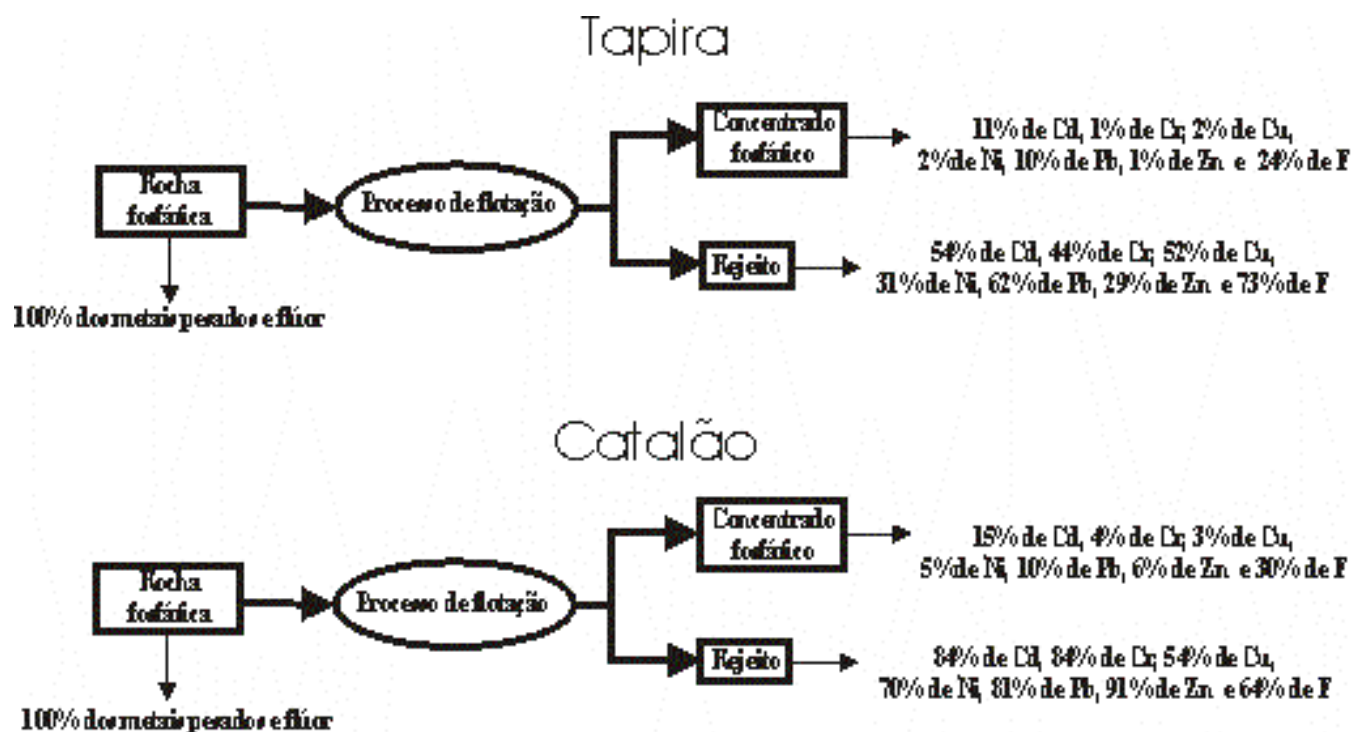 Tapira
Concentrado
fosfático
11% de Cd, 1% de Cr, 2% de Cu,
2%de Ni, 10% de Pb, 1% de Zn e 24% de F
Rocha
fosfática
Processo de flotação
Rejeito
54% de Cd, 44% de Cr, 52% de Cu,
31% de Ni, 62% de Pb, 29% de Zn e 73% de F
100% dos metais pesados e flúor
Catalão
Concentrado
fosfático
15% de Cd, 4% de Cr, 3% de Cu,
5%de Ni, 10% de Pb, 6% de Zn e 30% de F
Rocha
fosfática
Processo de flotação
Rejeito
84% de Cd, 84% de Cr, 54% de Cu,
70% de Ni, 81% de Pb, 91% de Zn e 64% de F
100% dos metais pesados e flúor